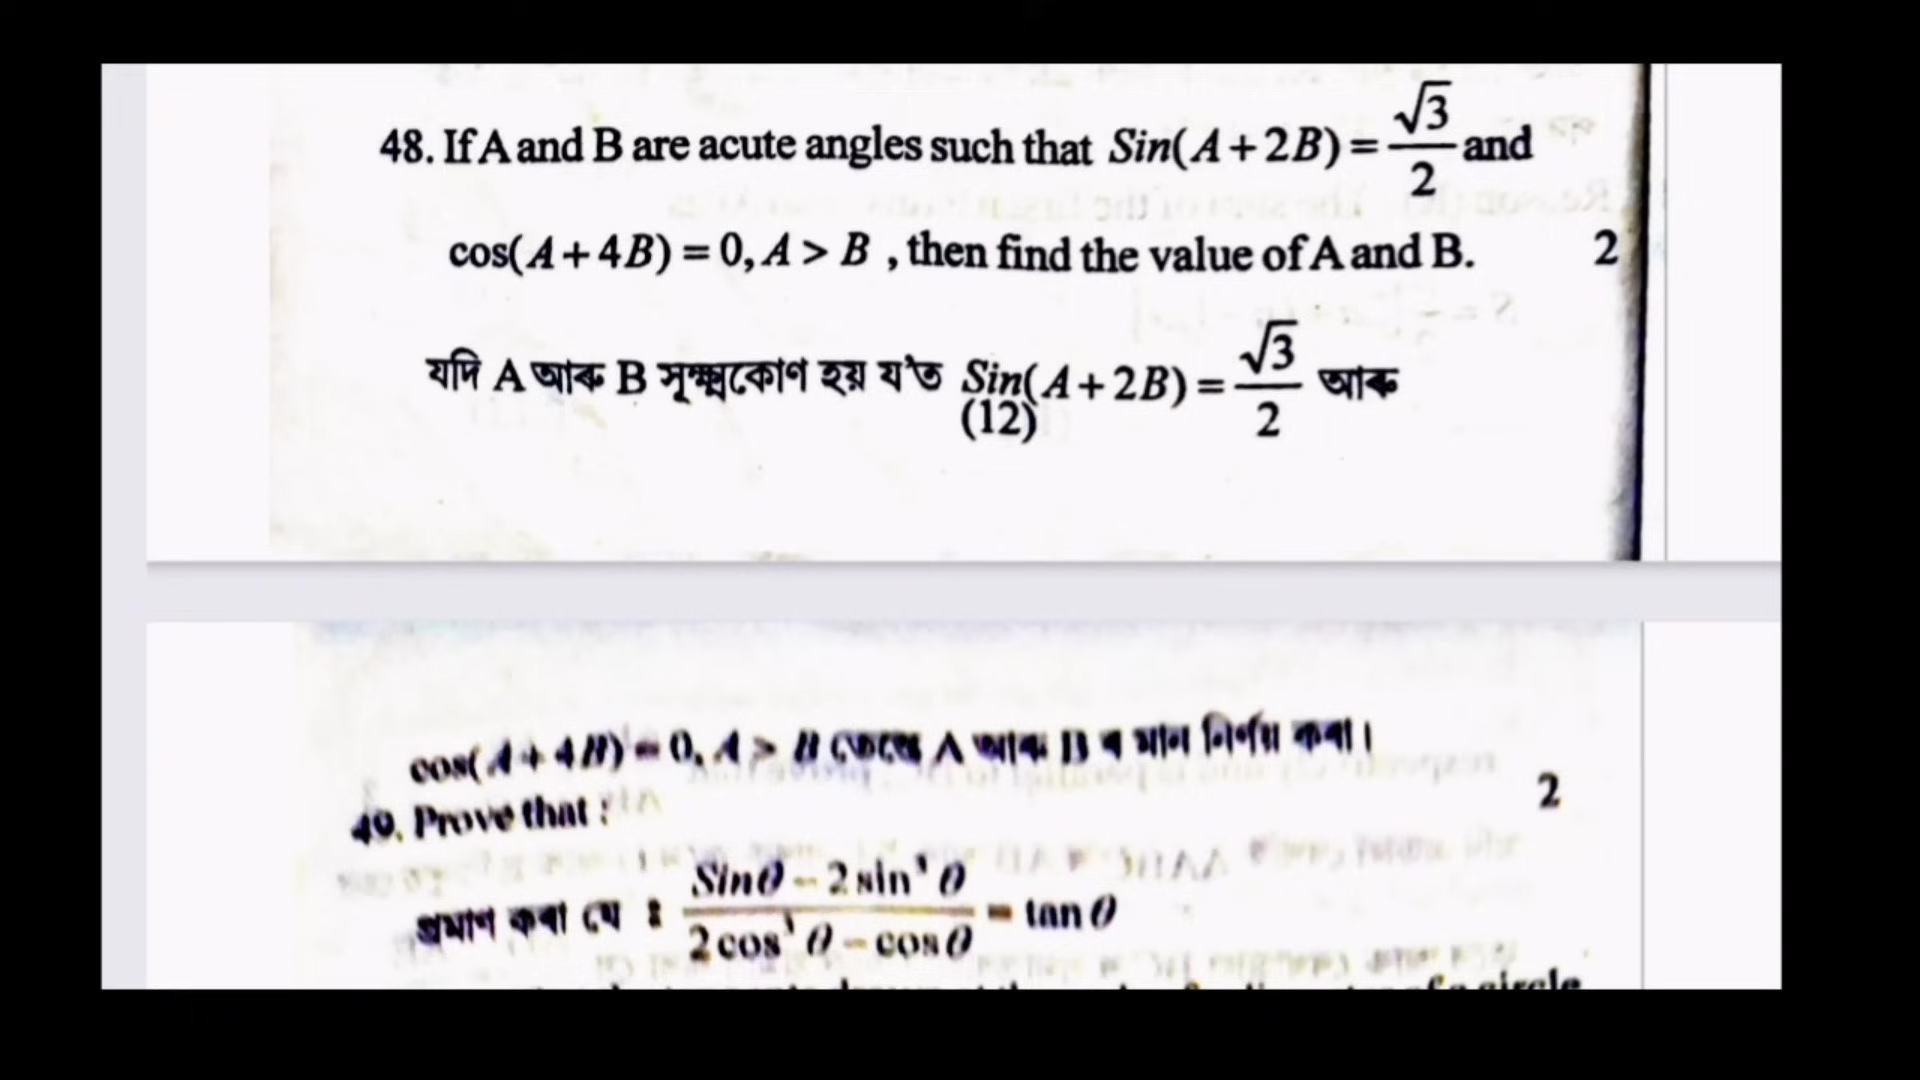 48. If A and B are acute angles such that Sin(A+2B) = √3/2 and
cos(A+4B) = 0, A > B , then find the value of A and B. 2
যদি A আৰু B সূক্ষ্মকোণ হয় য'ত Sin(A+2B) = √3/2 আৰু
(12)
cos(A+4B) = 0, A > B তেন্তে A আৰু B ৰ মান নিৰ্ণয় কৰা। 2
49. Prove that :
প্ৰমাণ কৰা যে : (Sinθ – 2sin³θ)/(2cos³θ – cosθ) = tanθ
of a circle